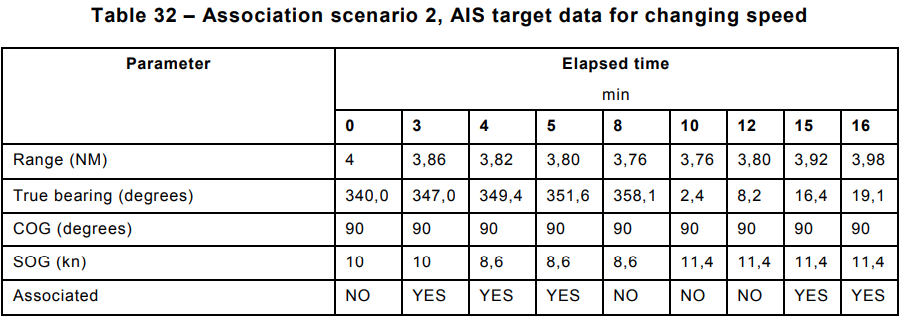 Table 32 – Association scenario 2, AIS target data for changing speed
Parameter Elapsed time
min
0 3 4 5 8 10 12 15 16
Range (NM) 4 3,86 3,82 3,80 3,76 3,76 3,80 3,92 3,98
True bearing (degrees) 340,0 347,0 349,4 351,6 358,1 2,4 8,2 16,4 19,1
COG (degrees) 90 90 90 90 90 90 90 90 90
SOG (kn) 10 10 8,6 8,6 8,6 11,4 11,4 11,4 11,4
Associated NO YES YES YES NO NO NO YES YES